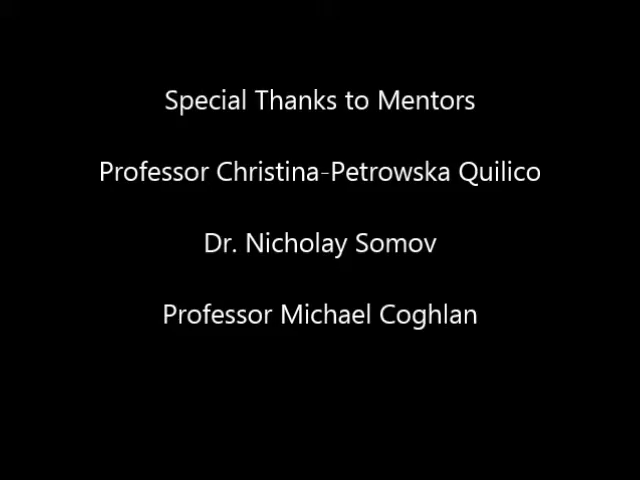 Special Thanks to Mentors
Professor Christina-Petrowska Quilico
Dr. Nicholay Somov
Professor Michael Coghlan